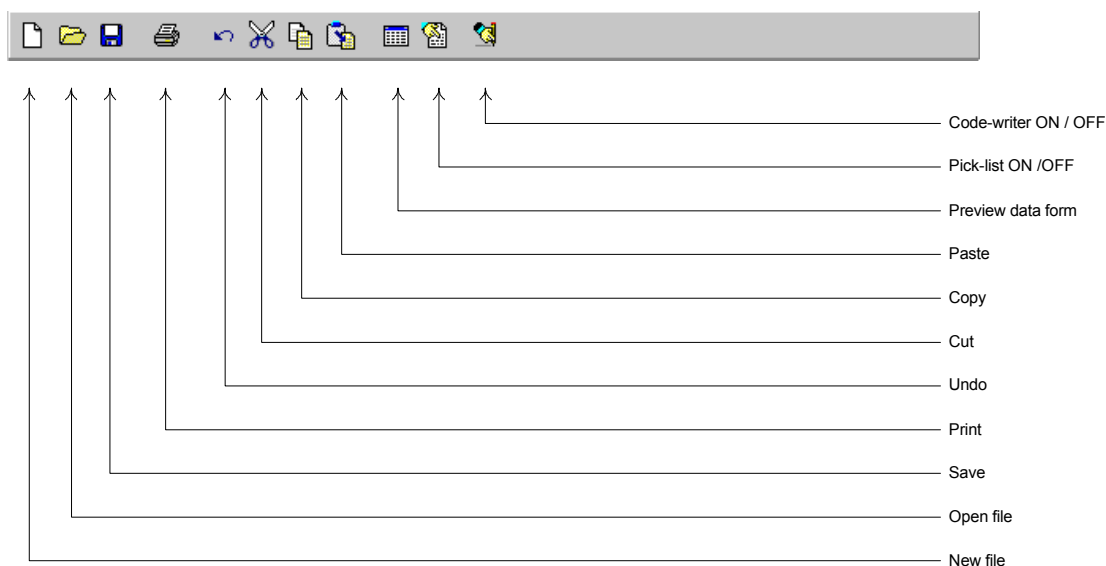 Code-writer ON / OFF
Pick-list ON /OFF
Preview data form
Paste
Copy
Cut
Undo
Print
Save
Open file
New file